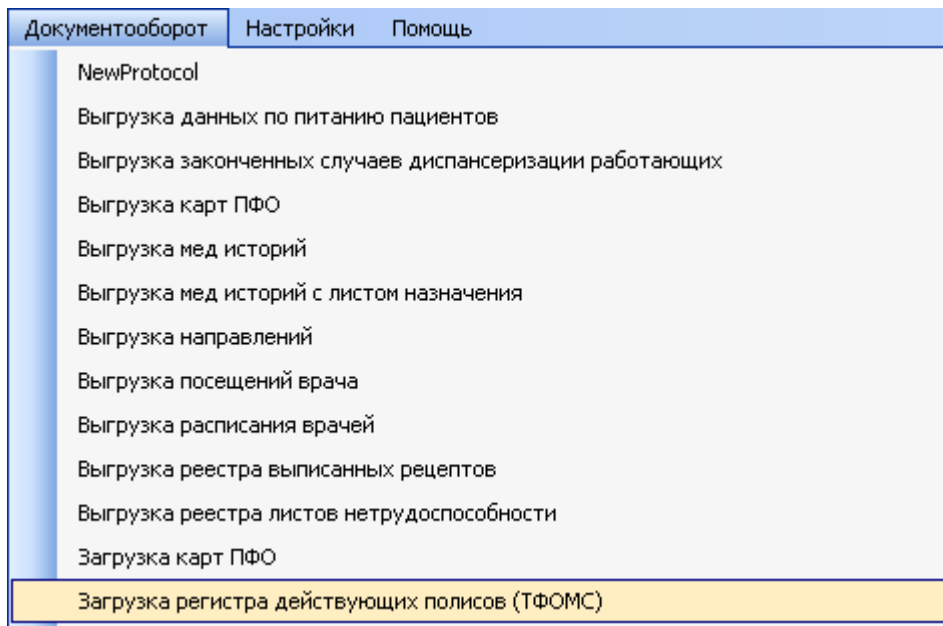 Документооборот Настройки Помощь
NewProtocol
Выгрузка данных по питанию пациентов
Выгрузка законченных случаев диспансеризации работающих
Выгрузка карт ПФО
Выгрузка мед историй
Выгрузка мед историй с листом назначения
Выгрузка направлений
Выгрузка посещений врача
Выгрузка расписания врачей
Выгрузка реестра выписанных рецептов
Выгрузка реестра листов нетрудоспособности
Загрузка карт ПФО
Загрузка регистра действующих полисов (ТФОМС)